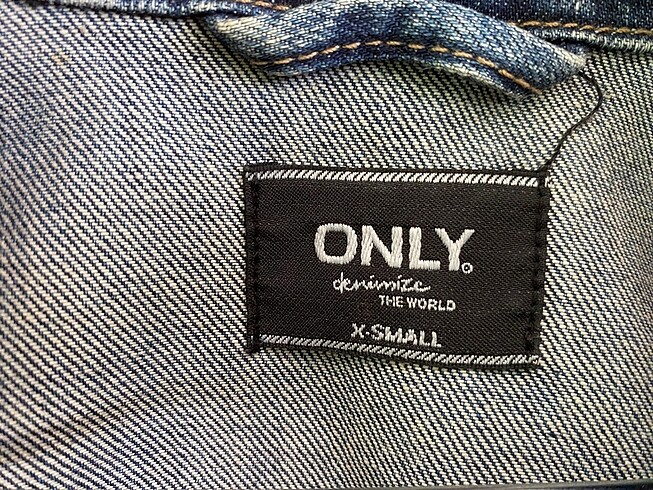 ONLY®
denimize
THE WORLD
X-SMALL